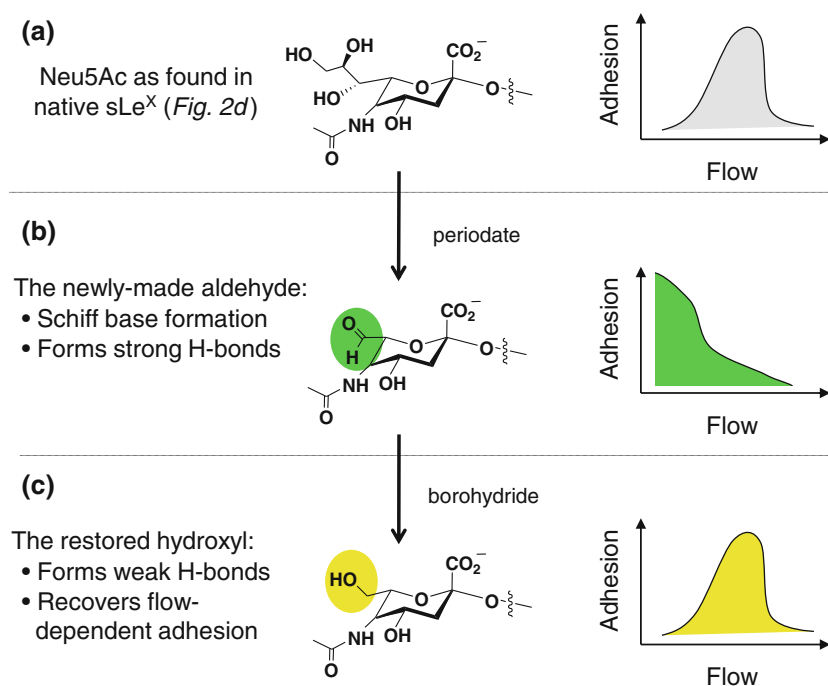 (a)
Neu5Ac as found in
native sLeX (Fig. 2d)
OH
HO
OH
HO
CO2−
O
O
NH
OH
O
Adhesion
Flow
periodate
(b)
The newly-made aldehyde:
• Schiff base formation
• Forms strong H-bonds
O
H
CO2−
O
O
NH
OH
O
Adhesion
Flow
borohydride
(c)
The restored hydroxyl:
• Forms weak H-bonds
• Recovers flow-
dependent adhesion
HO
CO2−
O
O
NH
OH
O
Adhesion
Flow